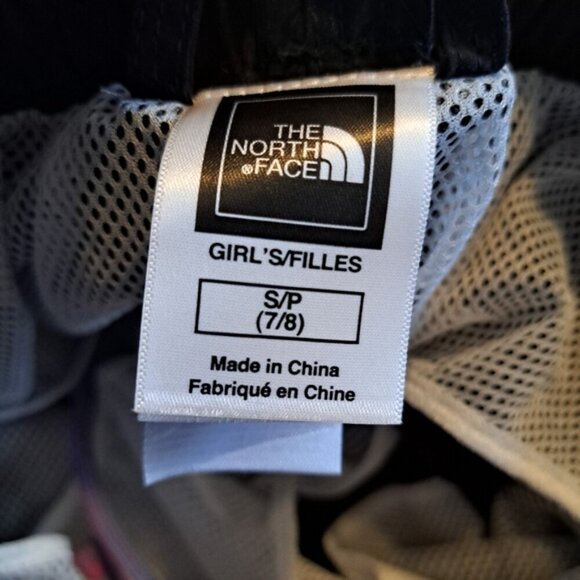 THE
NORTH
®FACE
GIRL'S/FILLES
S/P
(7/8)
Made in China
Fabriqué en Chine